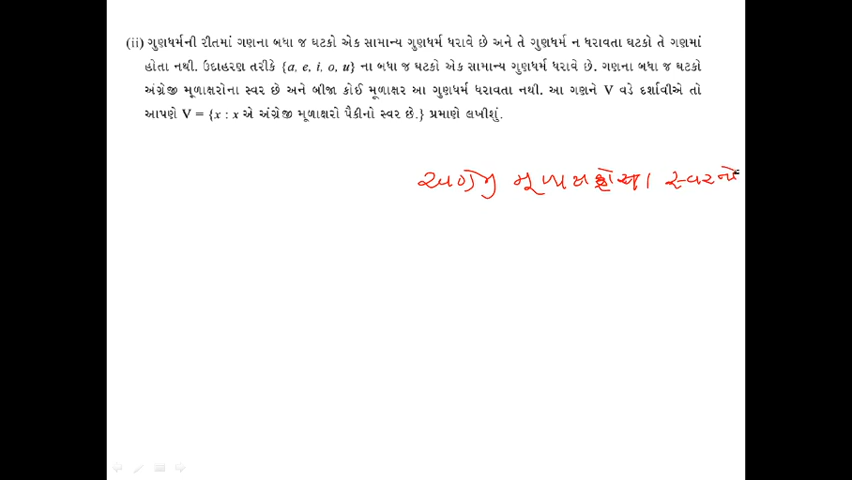 (ii) ગુણધર્મની રીતમાં ગણના બધા જ ઘટકો એક સામાન્ય ગુણધર્મ ધરાવે છે અને તે ગુણધર્મ ન ધરાવતા ઘટકો તે ગણમાં
હોતા નથી. ઉદાહરણ તરીકે {a, e, i, o, u} ના બધા જ ઘટકો એક સામાન્ય ગુણધર્મ ધરાવે છે. ગણના બધા જ ઘટકો
અંગ્રેજી મૂળાક્ષરોના સ્વર છે અને બીજા કોઈ મૂળાક્ષર આ ગુણધર્મ ધરાવતા નથી. આ ગણને V વડે દર્શાવીએ તો
આપણે V = {x : x એ અંગ્રેજી મૂળાક્ષરો પૈકીનો સ્વર છે.} પ્રમાણે લખીશું.
સ્વરનો